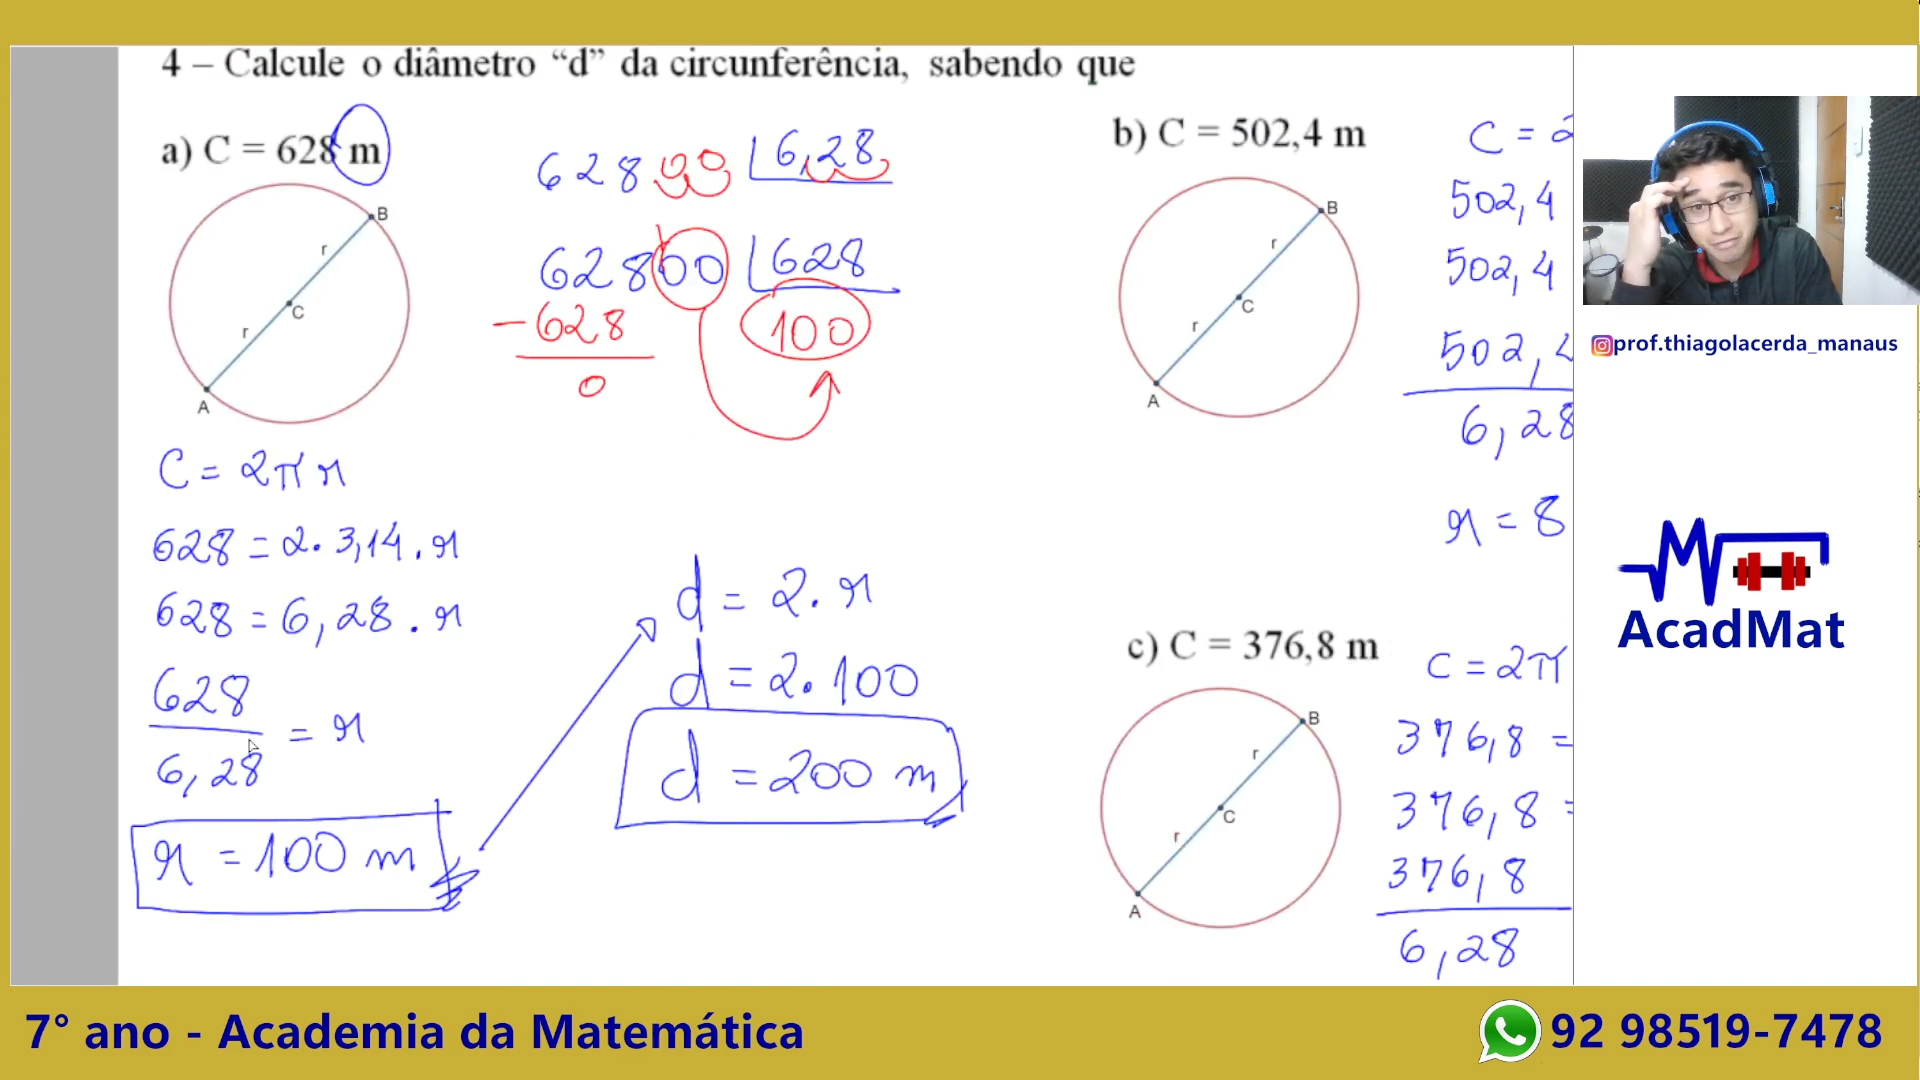 4 – Calcule o diâmetro “d” da circunferência, sabendo que
a) C = 628 m
B
r
C
r
A
628 00 6,28
62800 628
-628 100
0
C = 2πr
628 = 2. 3,14 . r
628 = 6,28 . r
628
6,28
= r
r = 100 m
d = 2. r
d = 2. 100
d = 200 m
b) C = 502,4 m
B
r
C
r
A
C = 2
502,4
502,4
502,4
6,28
r = 8
c) C = 376,8 m
B
r
C
r
A
C = 2π
376,8 =
376,8 =
376,8
6,28
prof.thiagolacerda_manaus
AcadMat
7° ano - Academia da Matemática
92 98519-7478